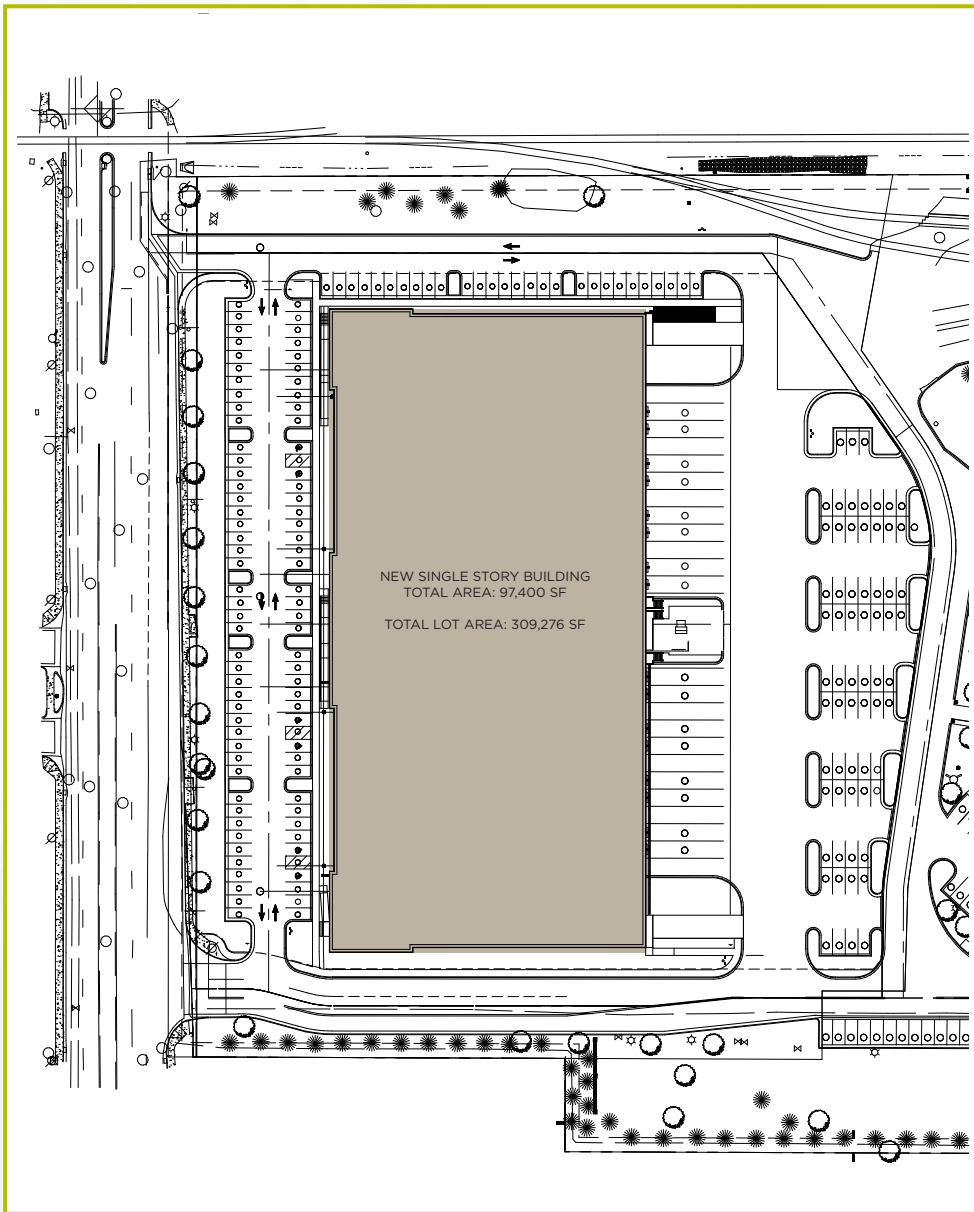 NEW SINGLE STORY BUILDING
TOTAL AREA: 97,400 SF
TOTAL LOT AREA: 309,276 SF